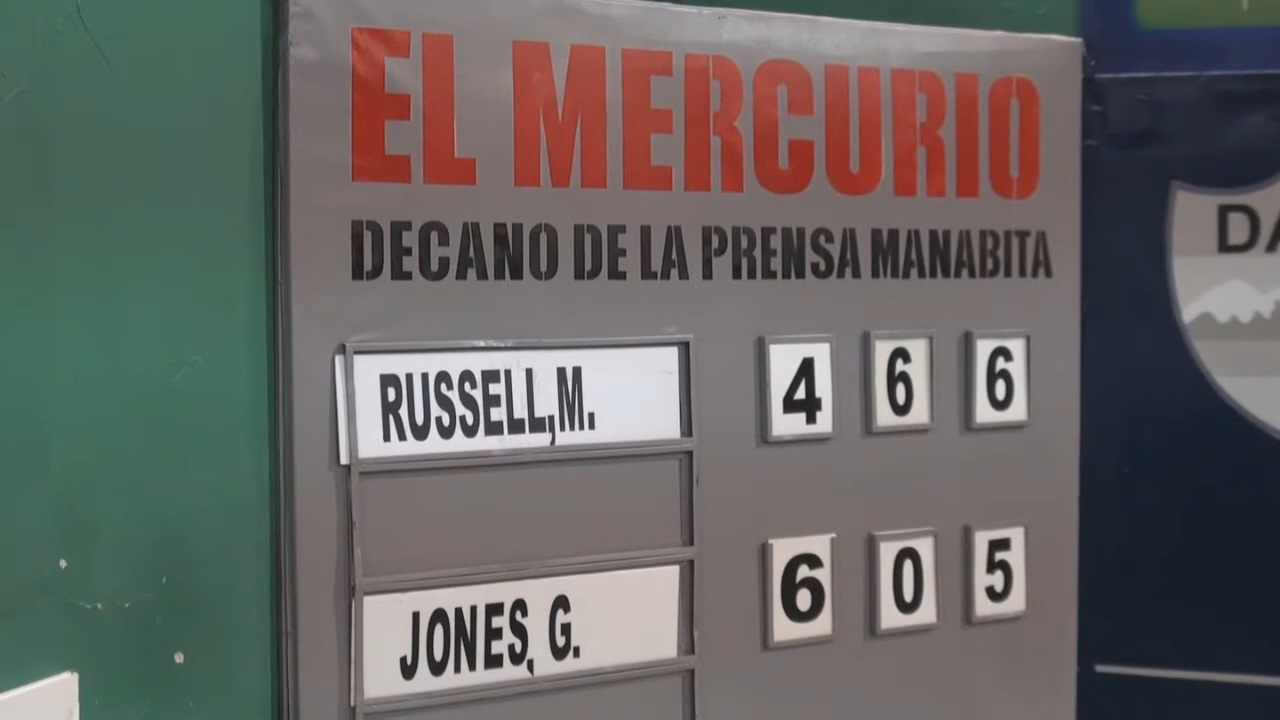 EL MERCURIO
DECANO DE LA PRENSA MANABITA
RUSSELL,M. 4 6 6
JONES, G. 6 0 5